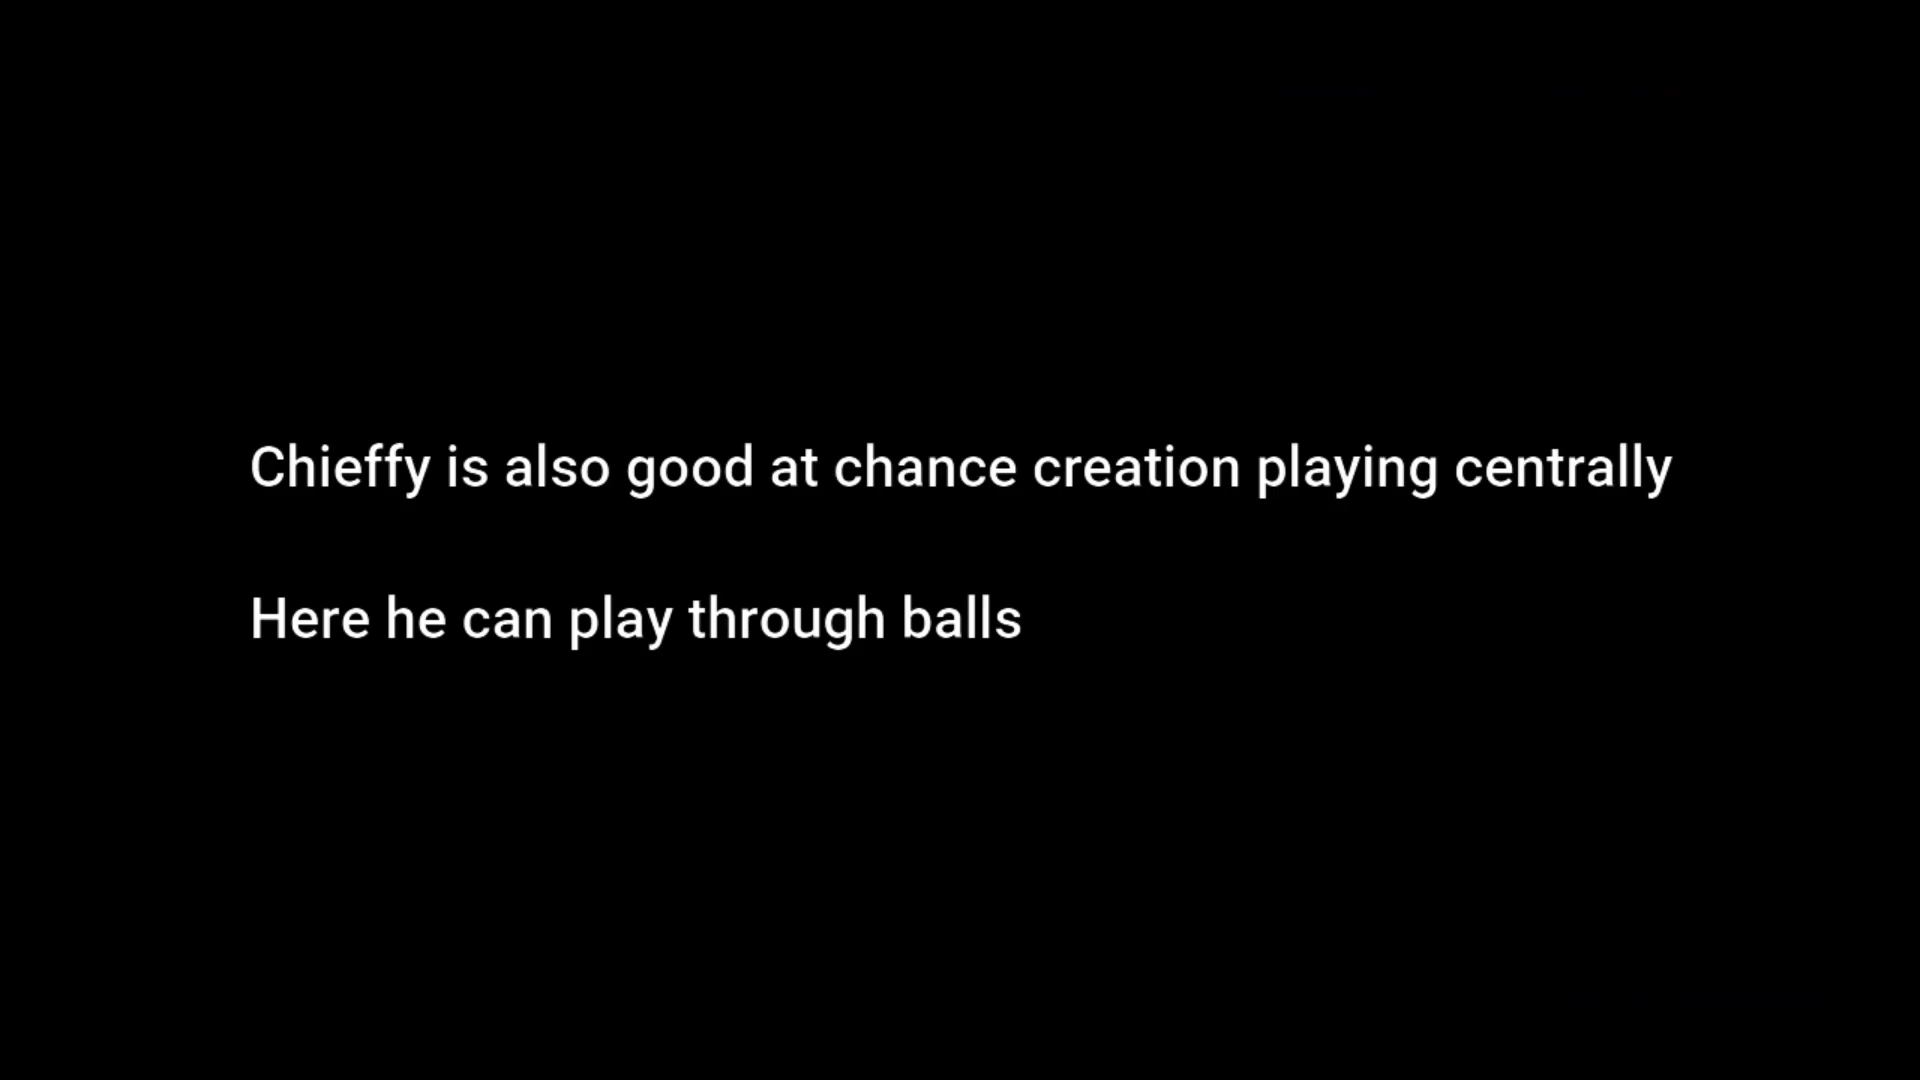 Chieffy is also good at chance creation playing centrally
Here he can play through balls